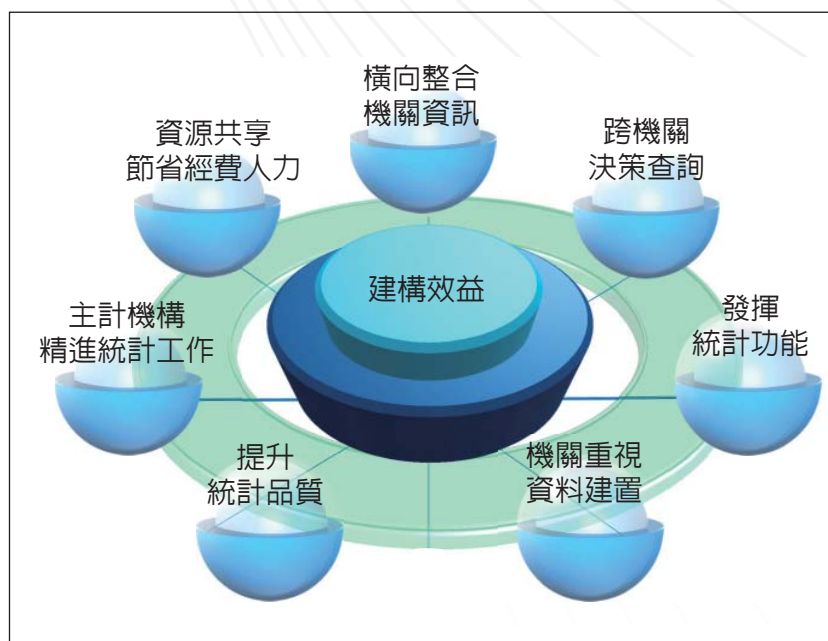 橫向整合
機關資訊
跨機關
決策查詢
發揮
統計功能
機關重視
資料建置
提升
統計品質
主計機構
精進統計工作
資源共享
節省經費人力
建構效益